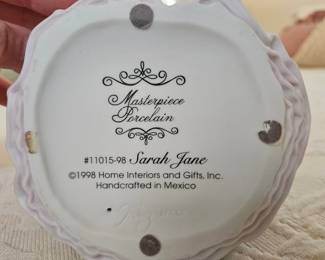 Masterpiece
Porcelain
#11015-98 Sarah Jane
©1998 Home Interiors and Gifts, Inc.
Handcrafted in Mexico